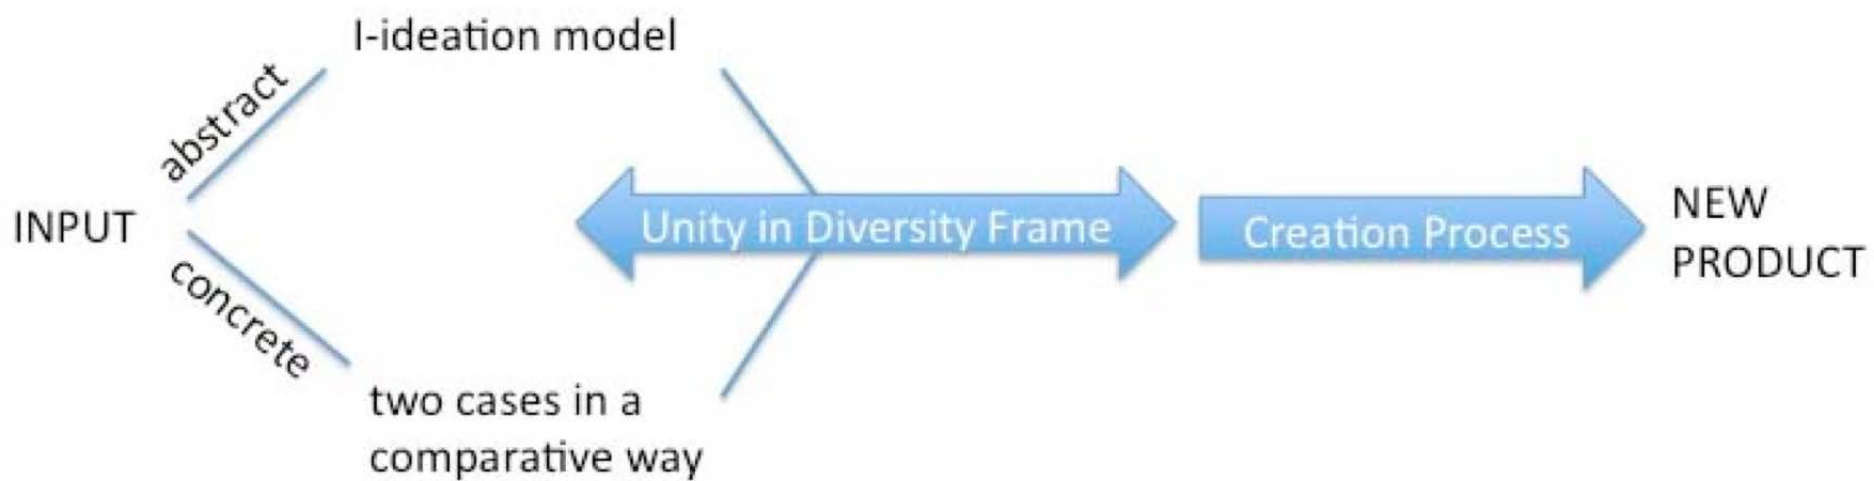 I-ideation model
abstract
INPUT
concrete
two cases in a
comparative way
Unity in Diversity Frame
Creation Process
NEW
PRODUCT